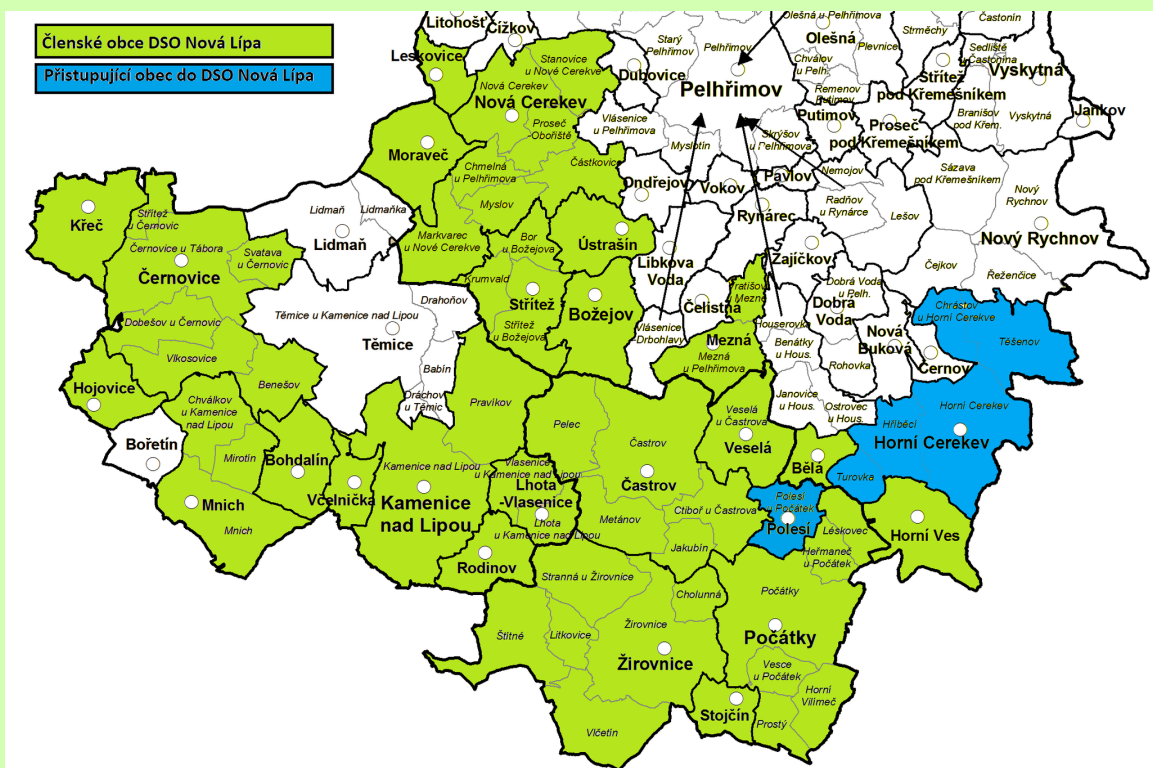 Členské obce DSO Nová Lípa
Přistupující obec do DSO Nová Lípa
Litohošť
Čížkov
Leskovice
Stanovice
u Nové Cerekve
Nová Cerekev
Nová Cerekev
Proseč
Obořiště
Moraveč
Chmelná
u Pelhřimova
Částkovice
Myslov
Markvarec
u Nové Cerekve
Starý
Pelhřimov
Pelhřimov
Dubovice
Pelhřimov
Vlásenice
u Pelhřimova
Myslotín
Skrýšov
u Pelhřimova
Olešná u Pelhřimova
Olešná
Plevnice
Chválov
u Pelh.
Řemenov
Putimov
Putimov
Strměchy
Častonín
Sedliště
Častonína
Střítež
pod Křemešníkem
Vyskytná
Branišov
pod Křem.
Vyskytná
Jankov
Proseč
pod Křemešníkem
Sázava
pod Křemešníkem
Nový
Rychnov
Nový Rychnov
Čejkov
Řeženčice
Ondřejov
Vokov
Pavlov
Nemojov
Rynárec
Radňov
u Rynárce
Lešov
Zajíčkov
Křeč
Střítež
u Černovic
Černovice u Tábora
Černovice
Svatava
u Černovic
Lidmaň
Lidmaňka
Lidmaň
Dobešov u Černovic
Vlkosovice
Benešov
Hojovice
Chválkov
u Kamenice
nad Lipou
Bořetín
Mirotín
Mnich
Mnich
Bohdalín
Včelnička
Drahoňov
Těmice u Kamenice nad Lipou
Těmice
Babín
Dráchov
u Těmic
Pravíkov
Bor
u Božejova
Krumvald
Střítež
Střítež
u Božejova
Ústrašín
Božejov
Libkova
Voda
Vlásenice
-Drbohlavy
Čelistná
Vratišov
u Mezné
Mezná
Mezná
u Pelhřimova
Houserovka
Benátky
u Hous.
Dobrá Voda
u Pelh.
Dobrá
Voda
Nová
Buková
Rohovka
Černov
Janovice
u Hous.
Ostrovec
u Hous.
Chrástov
u Horní Cerekve
Těšenov
Horní Cerekev
Hříběcí
Horní Cerekev
Turovka
Kamenice nad Lipou
Kamenice
nad Lipou
Vlasenice
u Kamenice nad Lipou
Lhota
-Vlasenice
Lhota
u Kamenice nad Lipou
Rodinov
Pelec
Častrov
Častrov
Metánov
Ctiboř u Častrova
Jakubín
Veselá
u Častrova
Veselá
Bělá
Polesí
u Počátek
Polesí
Léskovec
Heřmaneč
u Počátek
Horní Ves
Stranná u Žirovnice
Cholunná
Štítné
Litkovice
Žirovnice
Žirovnice
Vlčetín
Počátky
Počátky
Vesce
u Počátek
Horní
Vilímeč
Prostý
Stojčín